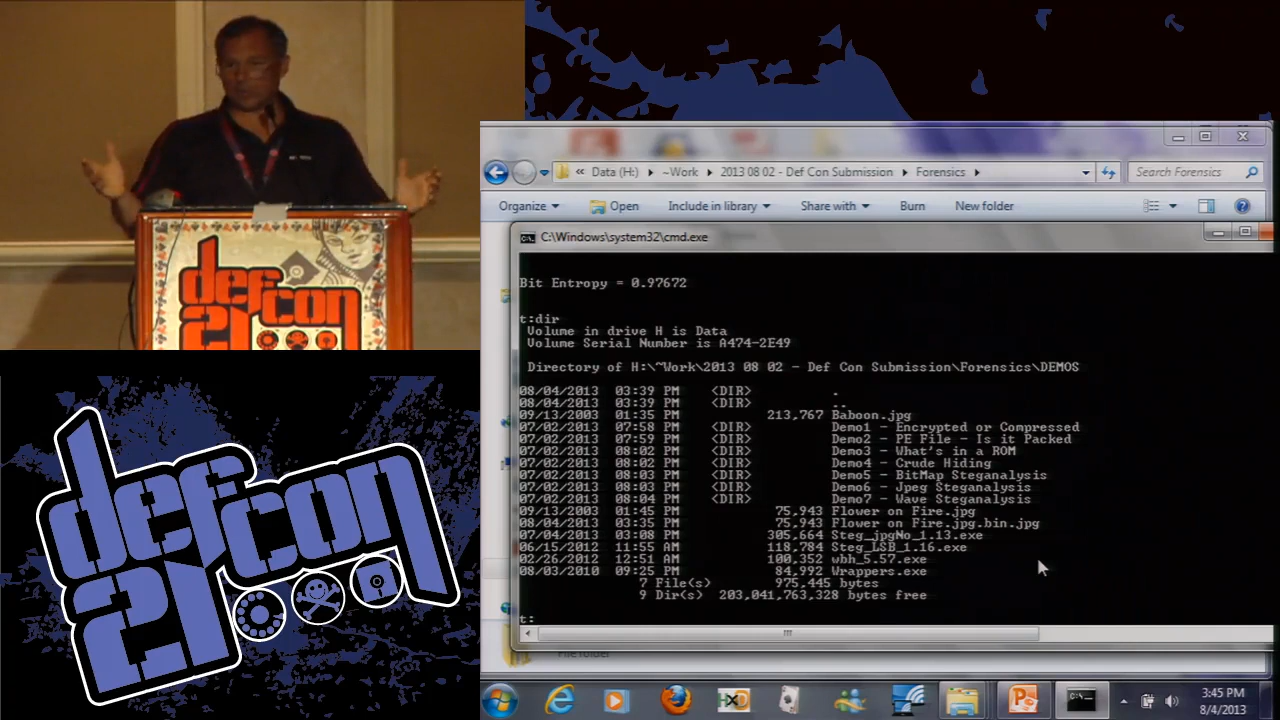 defcon
21
defcon
21
Data (H:) ▸ ~Work ▸ 2013 08 02 - Def Con Submission ▸ Forensics ▸
Search Forensics
Organize Open Include in library Share with Burn New folder
C:\Windows\system32\cmd.exe
Bit Entropy = 0.97672
t:dir
Volume in drive H is Data
Volume Serial Number is A474-2E49
Directory of H:\~Work\2013 08 02 - Def Con Submission\Forensics\DEMOS
08/04/2013 03:39 PM <DIR> .
08/04/2013 03:39 PM <DIR> ..
09/13/2003 01:35 PM 213,767 Baboon.jpg
07/02/2013 07:58 PM <DIR> Demo1 - Encrypted or Compressed
07/02/2013 07:59 PM <DIR> Demo2 - PE File - Is it Packed
07/02/2013 08:02 PM <DIR> Demo3 - What's in a ROM
07/02/2013 08:02 PM <DIR> Demo4 - Crude Hiding
07/02/2013 08:03 PM <DIR> Demo5 - BitMap Steganalysis
07/02/2013 08:03 PM <DIR> Demo6 - Jpeg Steganalysis
07/02/2013 08:04 PM <DIR> Demo7 - Wave Steganalysis
09/13/2003 01:45 PM 75,943 Flower on Fire.jpg
08/04/2013 03:35 PM 75,943 Flower on Fire.jpg.bin.jpg
07/04/2013 03:08 PM 305,664 Steg_jpgNo_1.13.exe
06/15/2012 11:55 AM 118,784 Steg_LSB_1.16.exe
02/26/2012 12:51 AM 100,352 wbh_5.57.exe
08/03/2010 09:25 PM 84,992 Wrappers.exe
7 File(s) 975,445 bytes
9 Dir(s) 203,041,763,328 bytes free
t:
File folder
3:45 PM
8/4/2013